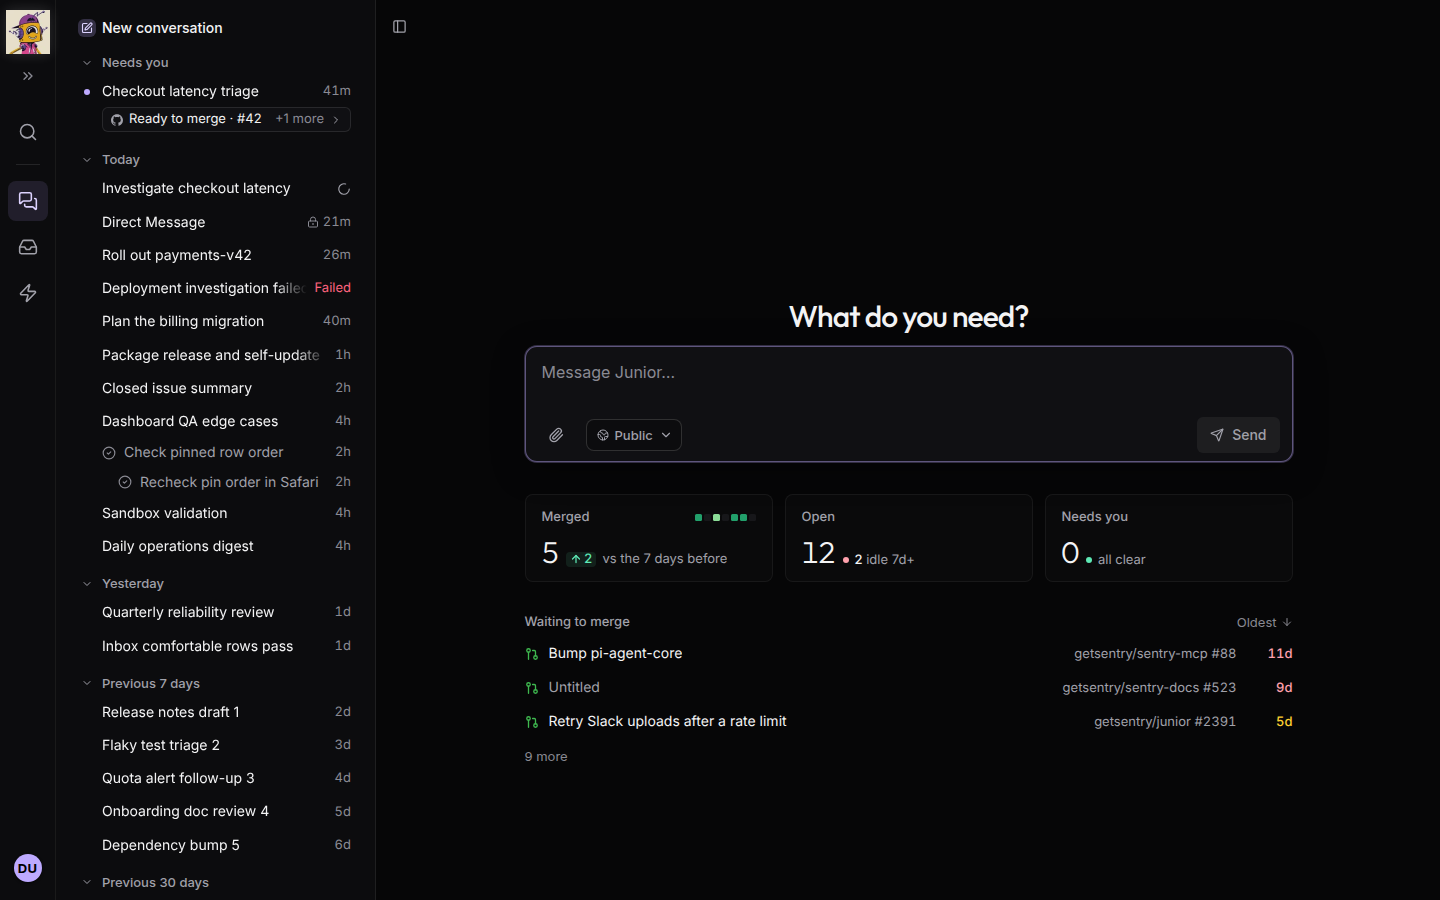 New conversation
Needs you
Checkout latency triage 41m
Ready to merge · #42 +1 more
Today
Investigate checkout latency
Direct Message 21m
Roll out payments-v42 26m
Deployment investigation failed Failed
Plan the billing migration 40m
Package release and self-update 1h
Closed issue summary 2h
Dashboard QA edge cases 4h
Check pinned row order 2h
Recheck pin order in Safari 2h
Sandbox validation 4h
Daily operations digest 4h
Yesterday
Quarterly reliability review 1d
Inbox comfortable rows pass 1d
Previous 7 days
Release notes draft 1 2d
Flaky test triage 2 3d
Quota alert follow-up 3 4d
Onboarding doc review 4 5d
Dependency bump 5 6d
Previous 30 days
DU
What do you need?
Message Junior...
Public
Send
Merged
5 2 vs the 7 days before
Open
12 2 idle 7d+
Needs you
0 all clear
Waiting to merge Oldest
Bump pi-agent-core getsentry/sentry-mcp #88 11d
Untitled getsentry/sentry-docs #523 9d
Retry Slack uploads after a rate limit getsentry/junior #2391 5d
9 more